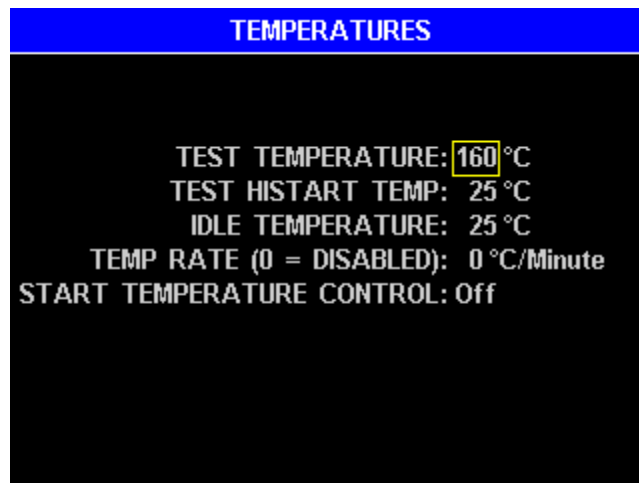 TEMPERATURES
TEST TEMPERATURE: 160 °C
TEST HISTART TEMP: 25 °C
IDLE TEMPERATURE: 25 °C
TEMP RATE (0 = DISABLED): 0 °C/Minute
START TEMPERATURE CONTROL: Off